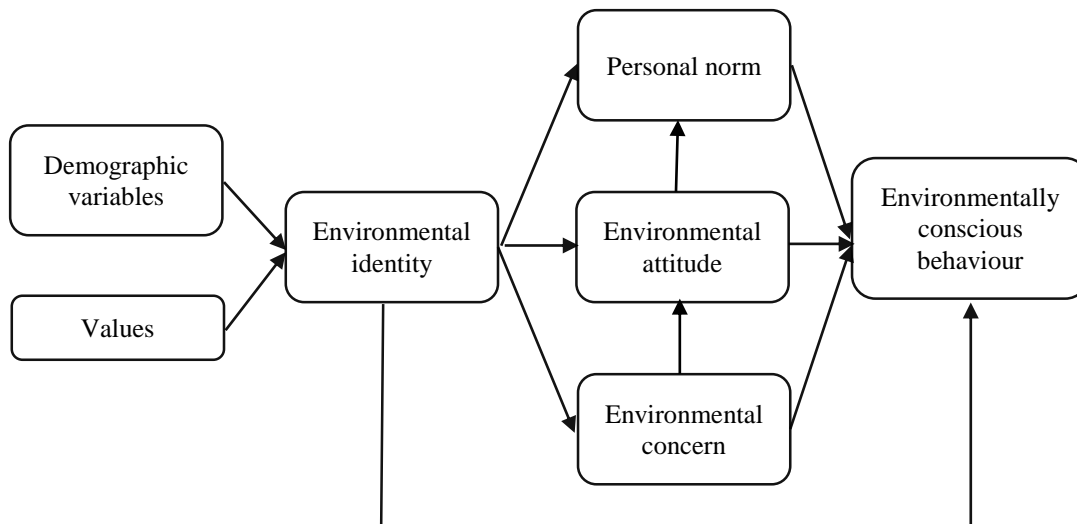 Personal norm
Demographic
variables
Environmental
identity
Environmental
attitude
Environmentally
conscious
behaviour
Values
Environmental
concern